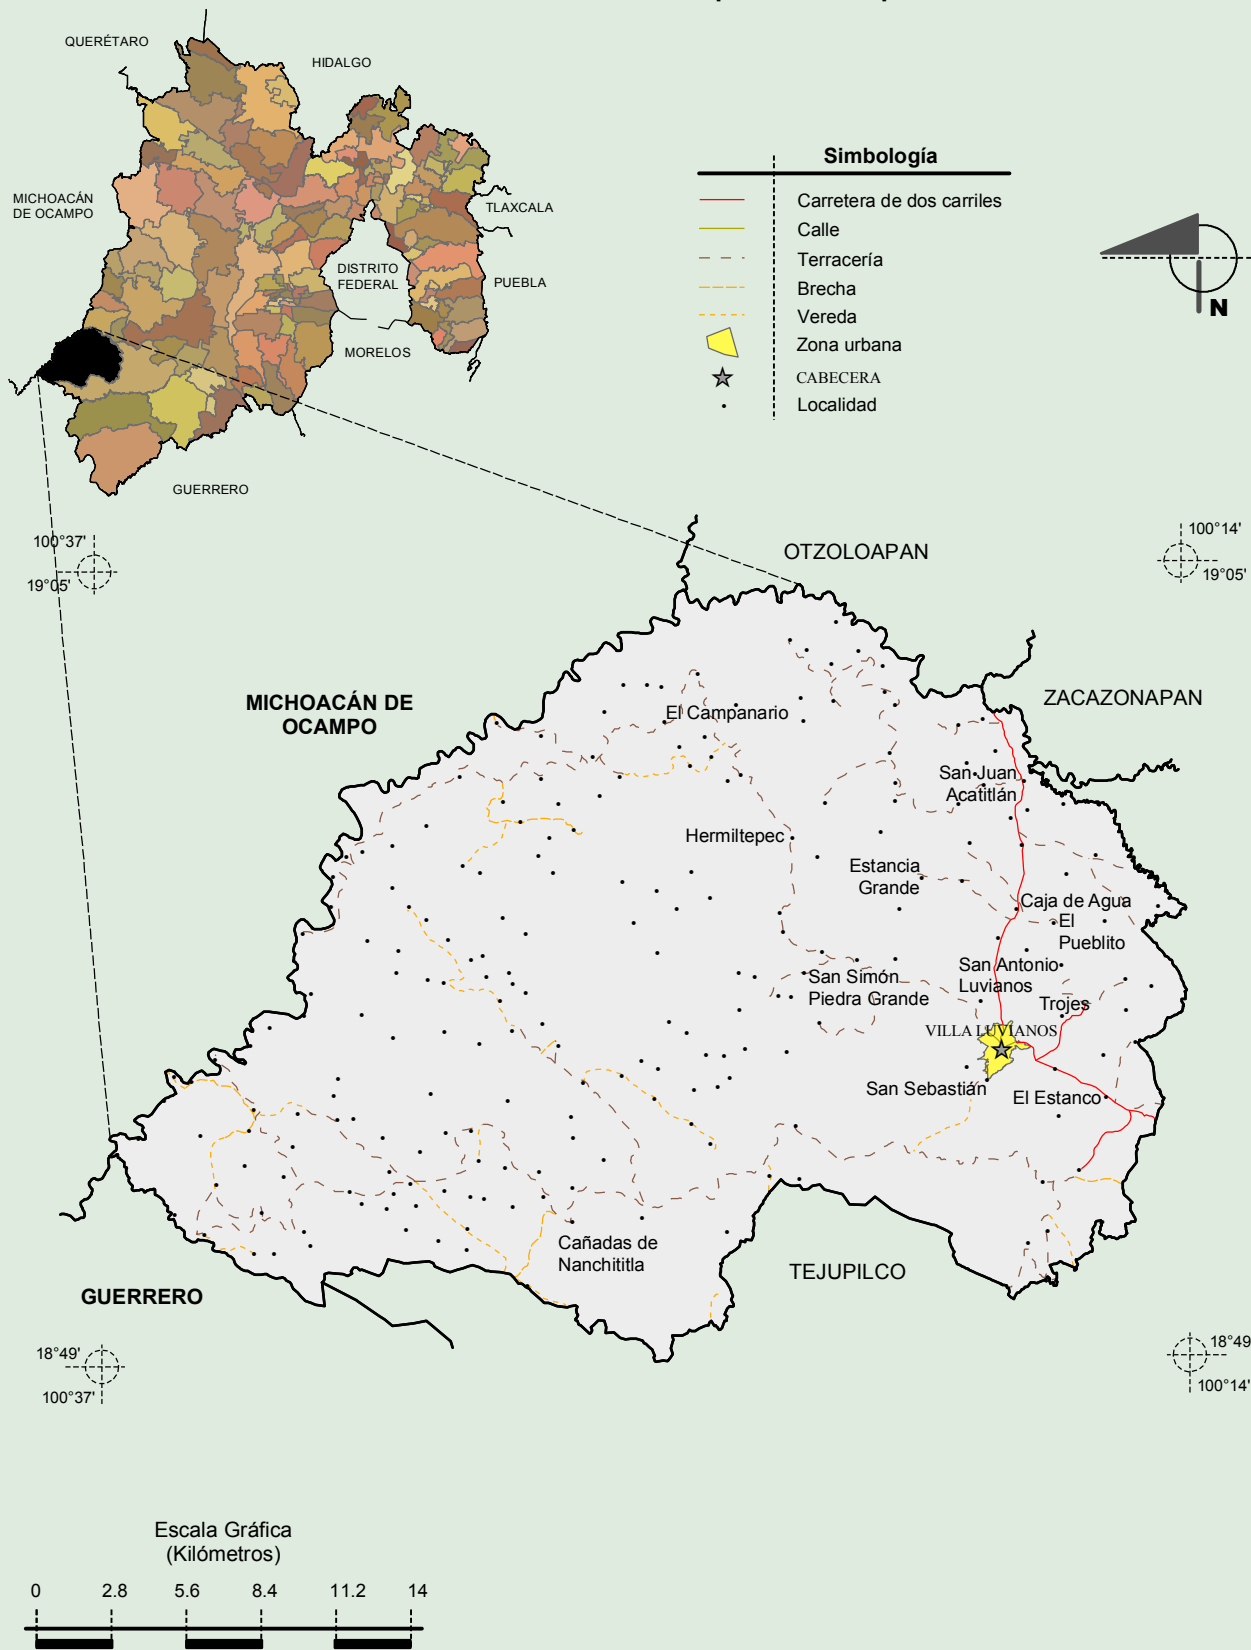 QUERÉTARO
HIDALGO
MICHOACÁN
DE OCAMPO
TLAXCALA
DISTRITO
FEDERAL
PUEBLA
MORELOS
GUERRERO
Simbología
Carretera de dos carriles
Calle
Terracería
Brecha
Vereda
Zona urbana
CABECERA
Localidad
N
100°37'
19°05'
100°14'
19°05'
OTZOLOAPAN
MICHOACÁN DE
OCAMPO
ZACAZONAPAN
El Campanario
San Juan
Acatitlán
Hermiltepec
Estancia
Grande
Caja de Agua
El
Pueblito
San Simón
Piedra Grande
San Antonio
Luvianos
Trojes
VILLA LUVIANOS
San Sebastián
El Estanco
Cañadas de
Nanchititla
TEJUPILCO
GUERRERO
18°49'
100°37'
18°49
100°14'
Escala Gráfica
(Kilómetros)
0 2.8 5.6 8.4 11.2 14